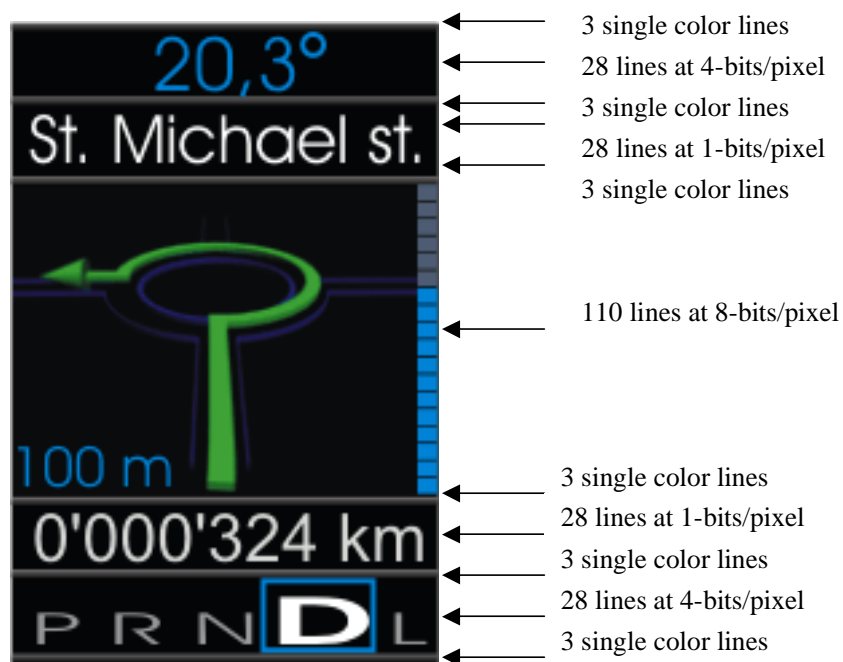 20,3°
3 single color lines
28 lines at 4-bits/pixel
3 single color lines
St. Michael st.
28 lines at 1-bits/pixel
3 single color lines
110 lines at 8-bits/pixel
100 m
3 single color lines
0'000'324 km
28 lines at 1-bits/pixel
3 single color lines
P R N D L
28 lines at 4-bits/pixel
3 single color lines